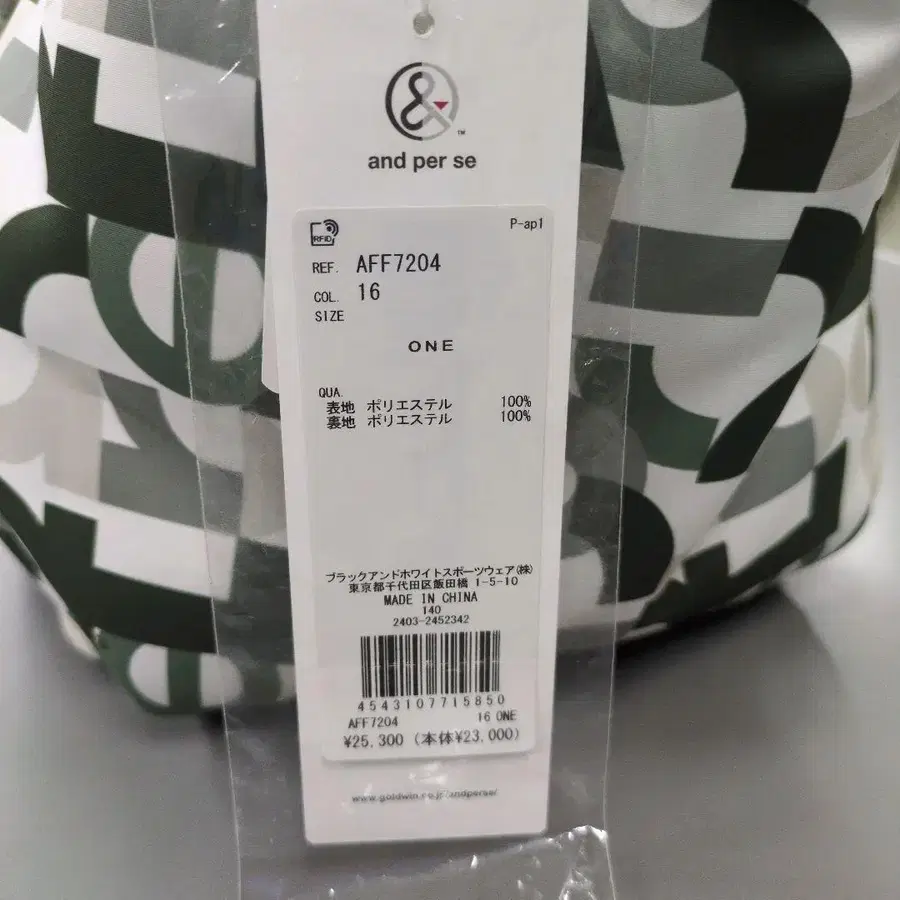 &
TM
and per se
RFID
P-ap1
REF. AFF7204
COL. 16
SIZE
ONE
QUA.
表地 ポリエステル 100%
裏地 ポリエステル 100%
ブラックアンドホワイトスポーツウェア(株)
東京都千代田区飯田橋 1-5-10
MADE IN CHINA
140
2403-2452342
4543107715850
AFF7204 16 ONE
¥25,300 (本体¥23,000)
www.goldwin.co.jp/andperse/